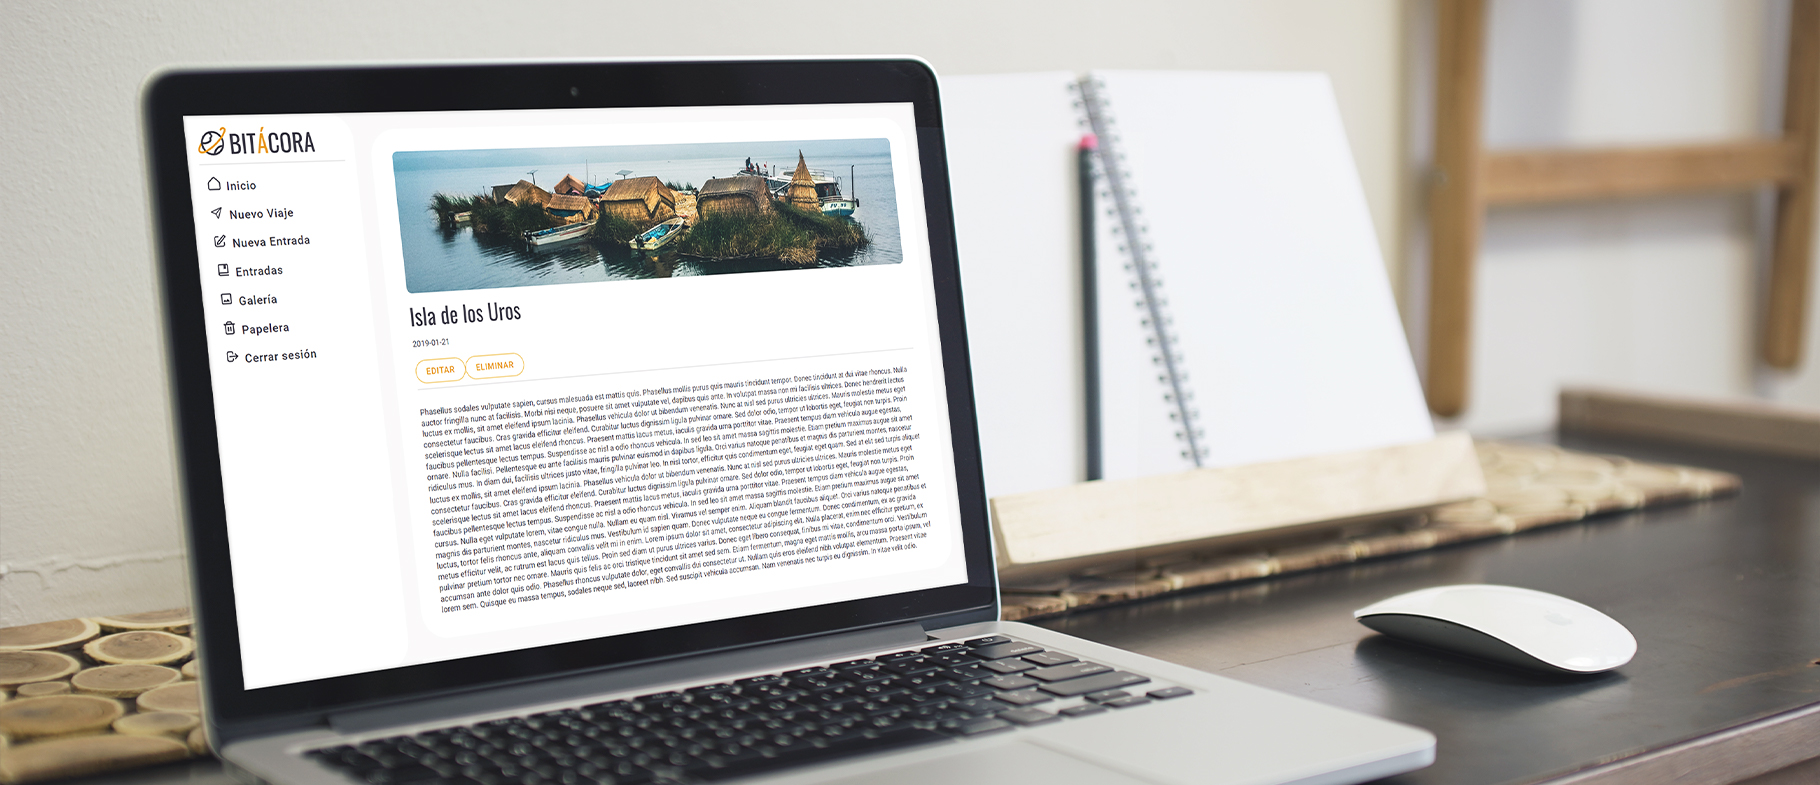 BITÁCORA
Inicio
Nuevo Viaje
Nueva Entrada
Entradas
Galería
Papelera
Cerrar sesión
Isla de los Uros
2019-01-21
EDITAR
ELIMINAR
Phasellus sodales vulputate sapien, cursus malesuada est mattis quis. Phasellus mollis purus quis mauris tincidunt tempor. Donec tincidunt at dui vitae rhoncus. Nulla
auctor fringilla nunc at facilisis. Morbi nisi neque, posuere sit amet vulputate vel, dapibus quis ante. In volutpat massa non mi facilisis ultrices. Donec hendrerit lectus
luctus ex mollis, sit amet eleifend ipsum lacinia. Phasellus vehicula dolor ut bibendum venenatis. Nunc at nisl sed purus ultricies ultrices. Mauris molestie metus eget
consectetur faucibus. Cras gravida efficitur eleifend. Curabitur luctus dignissim ligula pulvinar ornare. Sed dolor odio, tempor ut lobortis eget, feugiat non turpis. Proin
scelerisque lectus sit amet lacus eleifend rhoncus. Praesent mattis lacus metus, iaculis gravida urna porttitor vitae. Praesent tempus diam vehicula augue egestas,
faucibus pellentesque lectus tempus. Suspendisse ac nisl a odio rhoncus vehicula. In sed leo sit amet massa sagittis molestie. Etiam pretium maximus augue sit amet
ornare. Nulla facilisi. Pellentesque eu ante facilisis mauris pulvinar euismod in dapibus ligula. Orci varius natoque penatibus et magnis dis parturient montes, nascetur
ridiculus mus. In diam dui, facilisis ultrices justo vitae, fringilla pulvinar leo. In nisl tortor, efficitur quis condimentum eget, feugiat eget quam. Sed at elit sed turpis aliquet
luctus ex mollis, sit amet eleifend ipsum lacinia. Phasellus vehicula dolor ut bibendum venenatis. Nunc at nisl sed purus ultricies ultrices. Mauris molestie metus eget
consectetur faucibus. Cras gravida efficitur eleifend. Curabitur luctus dignissim ligula pulvinar ornare. Sed dolor odio, tempor ut lobortis eget, feugiat non turpis. Proin
scelerisque lectus sit amet lacus eleifend rhoncus. Praesent mattis lacus metus, iaculis gravida urna porttitor vitae. Praesent tempus diam vehicula augue egestas,
faucibus pellentesque lectus tempus. Suspendisse ac nisl a odio rhoncus vehicula. In sed leo sit amet massa sagittis molestie. Etiam pretium maximus augue sit amet
cursus. Nulla eget vulputate lorem, vitae congue nulla. Nullam eu quam nisl. Vivamus vel semper enim. Aliquam blandit faucibus aliquet. Orci varius natoque penatibus et
magnis dis parturient montes, nascetur ridiculus mus. Vestibulum id sapien quam. Donec vulputate neque eu congue fermentum. Donec condimentum, ex ac gravida
luctus, tortor felis rhoncus ante, aliquam convallis velit mi in enim. Lorem ipsum dolor sit amet, consectetur adipiscing elit. Nulla placerat, enim nec efficitur pretium, ex
metus efficitur velit, ac rutrum est lacus quis tellus. Proin sed diam ut purus ultrices varius. Donec eget libero consequat, finibus mi vitae, condimentum orci. Vestibulum
pulvinar pretium tortor nec ornare. Mauris quis felis ac orci tristique tincidunt sit amet sed sem. Etiam fermentum, magna eget mattis mollis, arcu massa porta ipsum, vel
accumsan ante dolor quis odio. Phasellus rhoncus vulputate dolor, eget convallis dui consectetur ut. Nullam quis eros eleifend nibh volutpat elementum. Praesent vitae
lorem sem. Quisque eu massa tempus, sodales neque sed, laoreet nibh. Sed suscipit vehicula accumsan. Nam venenatis nec turpis eu dignissim. In vitae velit odio.